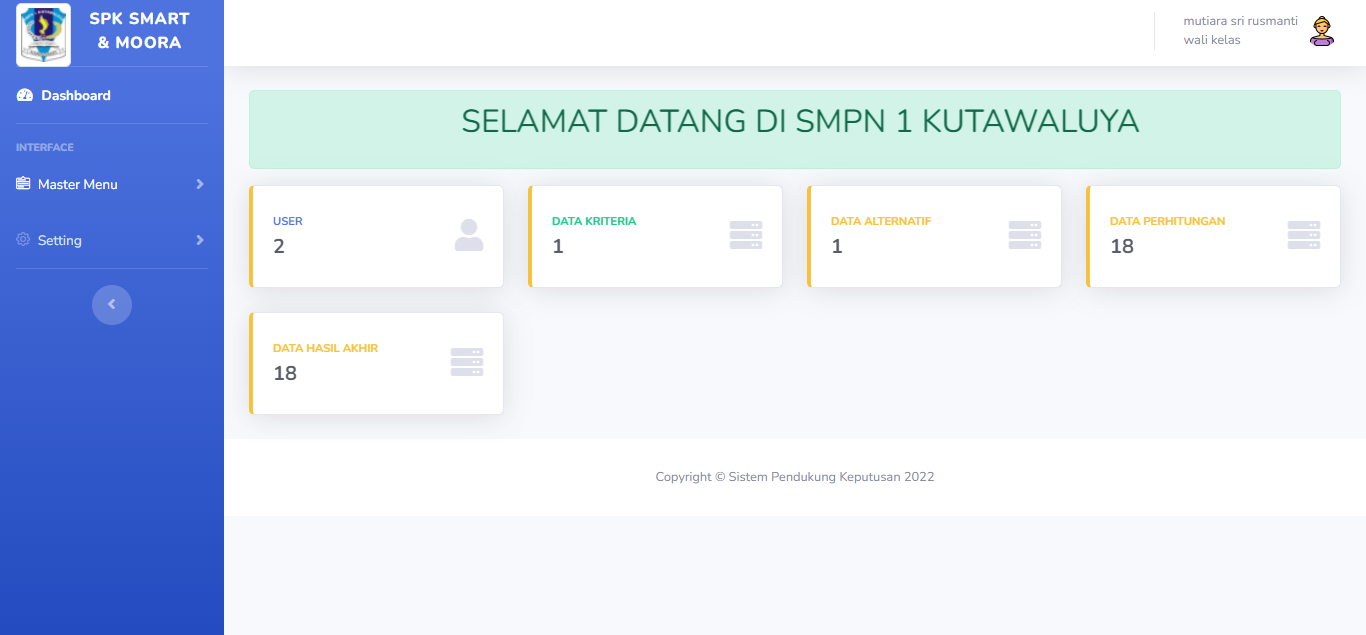 SPK SMART
& MOORA
mutiara sri rusmanti
wali kelas
Dashboard
INTERFACE
Master Menu
Setting
SELAMAT DATANG DI SMPN 1 KUTAWALUYA
USER
2
DATA KRITERIA
1
DATA ALTERNATIF
1
DATA PERHITUNGAN
18
DATA HASIL AKHIR
18
Copyright © Sistem Pendukung Keputusan 2022